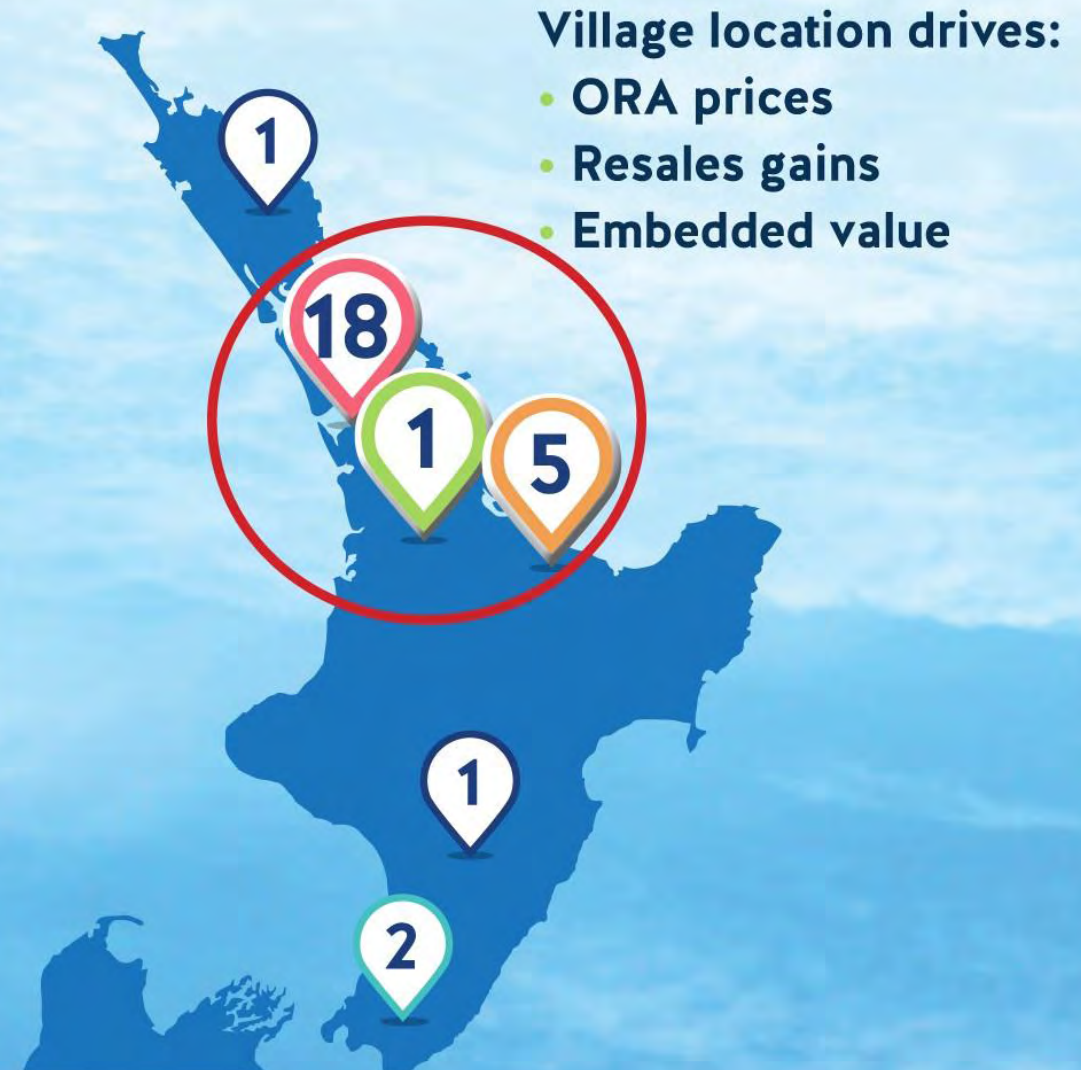 Village location drives:
• ORA prices
• Resales gains
• Embedded value
1
18
1
5
1
2